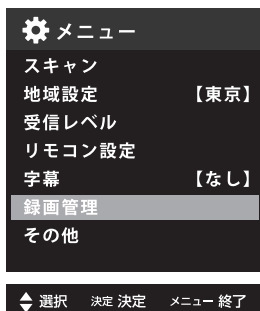 メニュー
スキャン
地域設定 【東京】
受信レベル
リモコン設定
字幕 【なし】
録画管理
その他
選択 決定 決定 メニュー 終了